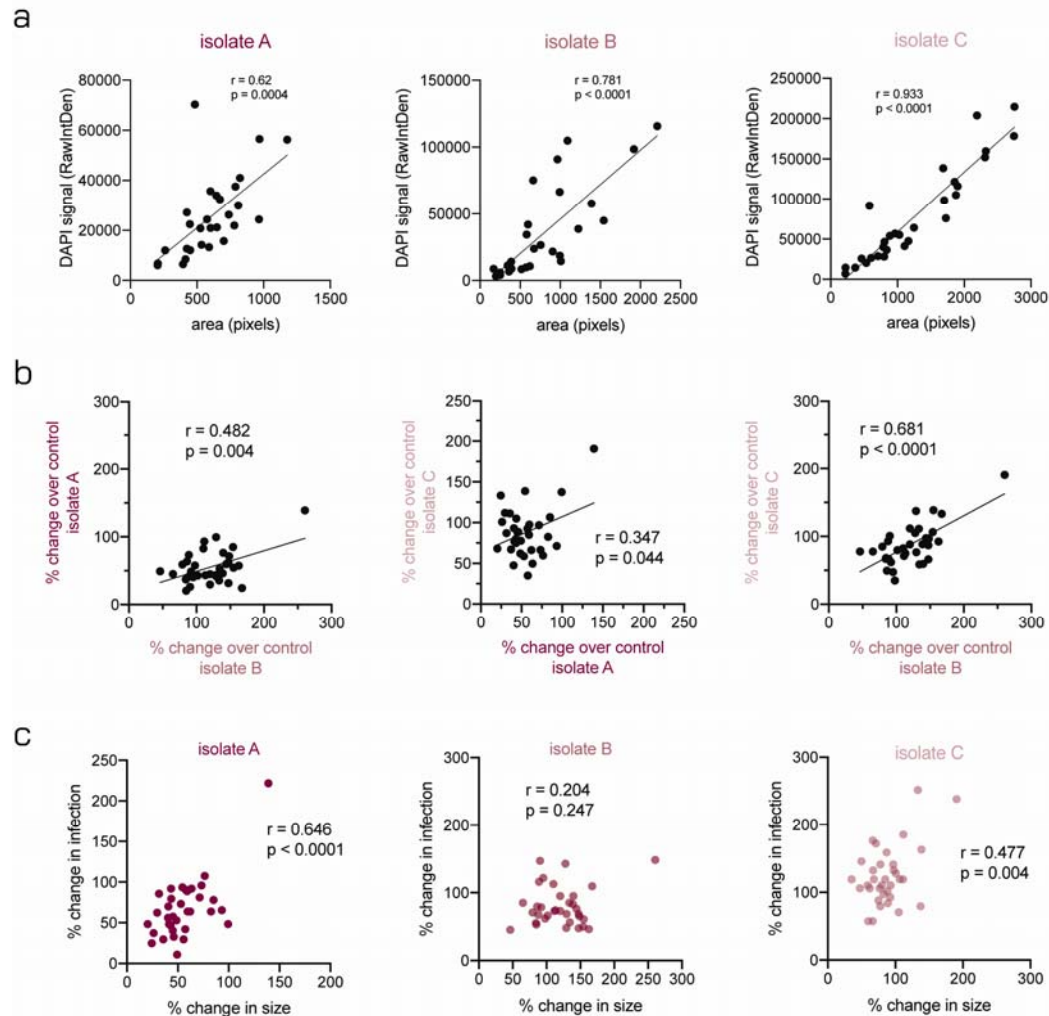 a
isolate A
r = 0.62
p = 0.0004
80000
60000
40000
20000
0
0 500 1000 1500
DAPI signal (RawIntDen)
area (pixels)
isolate B
r = 0.781
p < 0.0001
150000
100000
50000
0
0 500 1000 1500 2000 2500
DAPI signal (RawIntDen)
area (pixels)
isolate C
r = 0.933
p < 0.0001
250000
200000
150000
100000
50000
0
0 1000 2000 3000
DAPI signal (RawIntDen)
area (pixels)
b
% change over control
isolate A
300
200
100
0
r = 0.482
p = 0.004
0 100 200 300
% change over control
isolate B
% change over control
isolate C
250
200
150
100
50
0
r = 0.347
p = 0.044
0 25 50 75 100 125 150 175 200 225 250
% change over control
isolate A
% change over control
isolate C
300
200
100
0
r = 0.681
p < 0.0001
0 100 200 300
% change over control
isolate B
c
isolate A
% change in infection
250
200
150
100
50
0
r = 0.646
p < 0.0001
0 50 100 150 200
% change in size
isolate B
% change in infection
300
200
100
0
r = 0.204
p = 0.247
0 50 100 150 200 250 300
% change in size
isolate C
% change in infection
300
200
100
0
r = 0.477
p = 0.004
0 100 200 300
% change in size